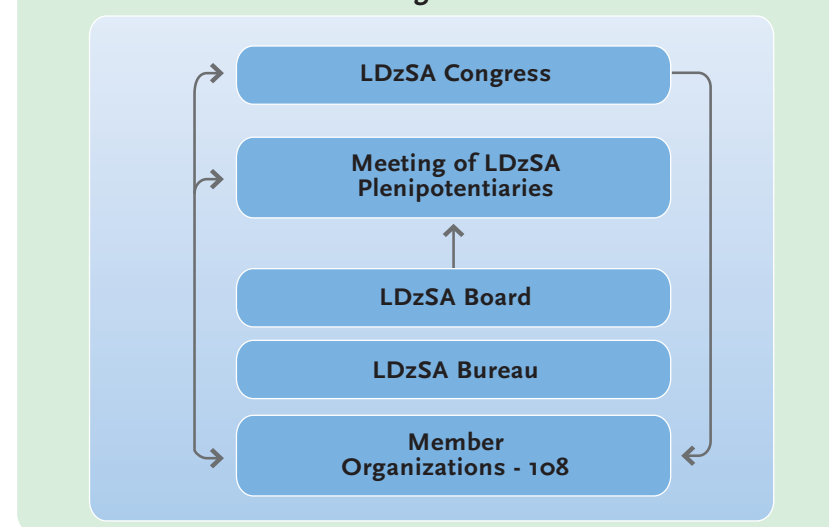 LDzSA Congress
Meeting of LDzSA
Plenipotentiaries
LDzSA Board
LDzSA Bureau
Member
Organizations - 108